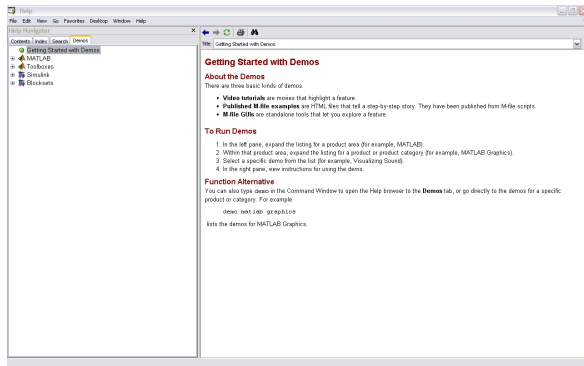 Help
File Edit View Go Favorites Desktop Window Help
Help Navigator
Contents Index Search Demos
Getting Started with Demos
MATLAB
Toolboxes
Simulink
Blocksets
Title: Getting Started with Demos
Getting Started with Demos
About the Demos
There are three basic kinds of demos.
• Video tutorials are movies that highlight a feature.
• Published M-file examples are HTML files that tell a step-by-step story. They have been published from M-file scripts.
• M-file GUIs are standalone tools that let you explore a feature.
To Run Demos
1. In the left pane, expand the listing for a product area (for example, MATLAB).
2. Within that product area, expand the listing for a product or product category (for example, MATLAB Graphics).
3. Select a specific demo from the list (for example, Visualizing Sound).
4. In the right pane, view instructions for using the demo.
Function Alternative
You can also type demo in the Command Window to open the Help browser to the Demos tab, or go directly to the demos for a specific
product or category. For example
demo matlab graphics
lists the demos for MATLAB Graphics.